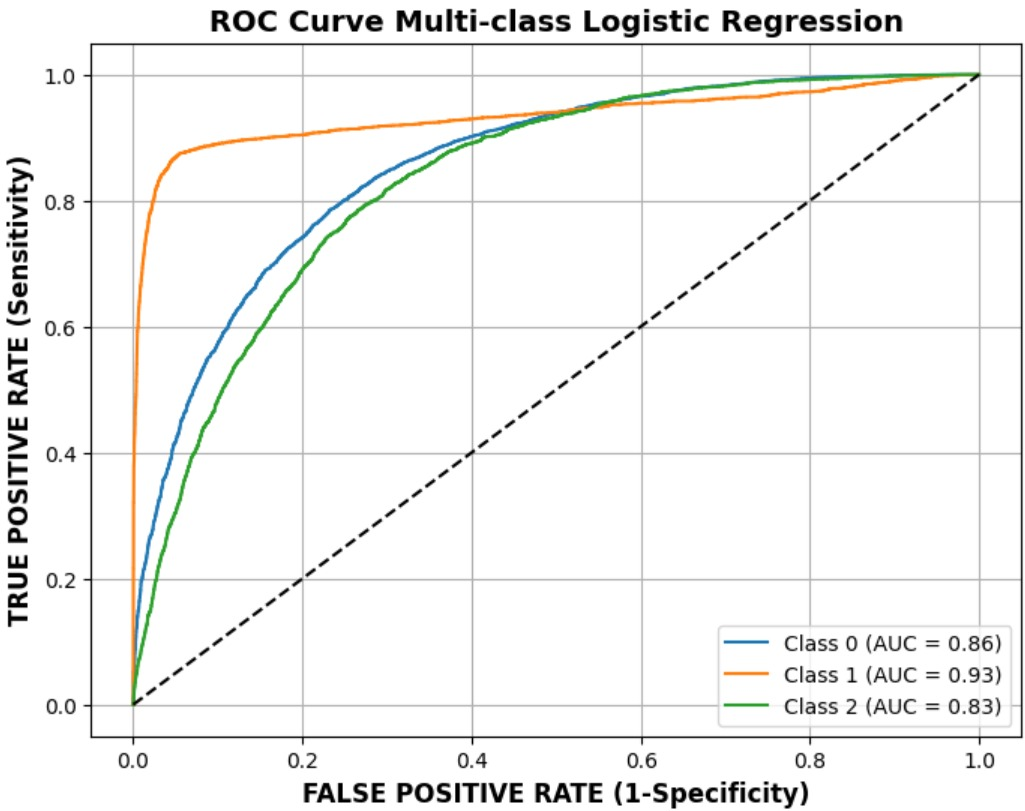 ROC Curve Multi-class Logistic Regression
TRUE POSITIVE RATE (Sensitivity)
1.0
0.8
0.6
0.4
0.2
0.0
Class 0 (AUC = 0.86)
Class 1 (AUC = 0.93)
Class 2 (AUC = 0.83)
0.0 0.2 0.4 0.6 0.8 1.0
FALSE POSITIVE RATE (1-Specificity)